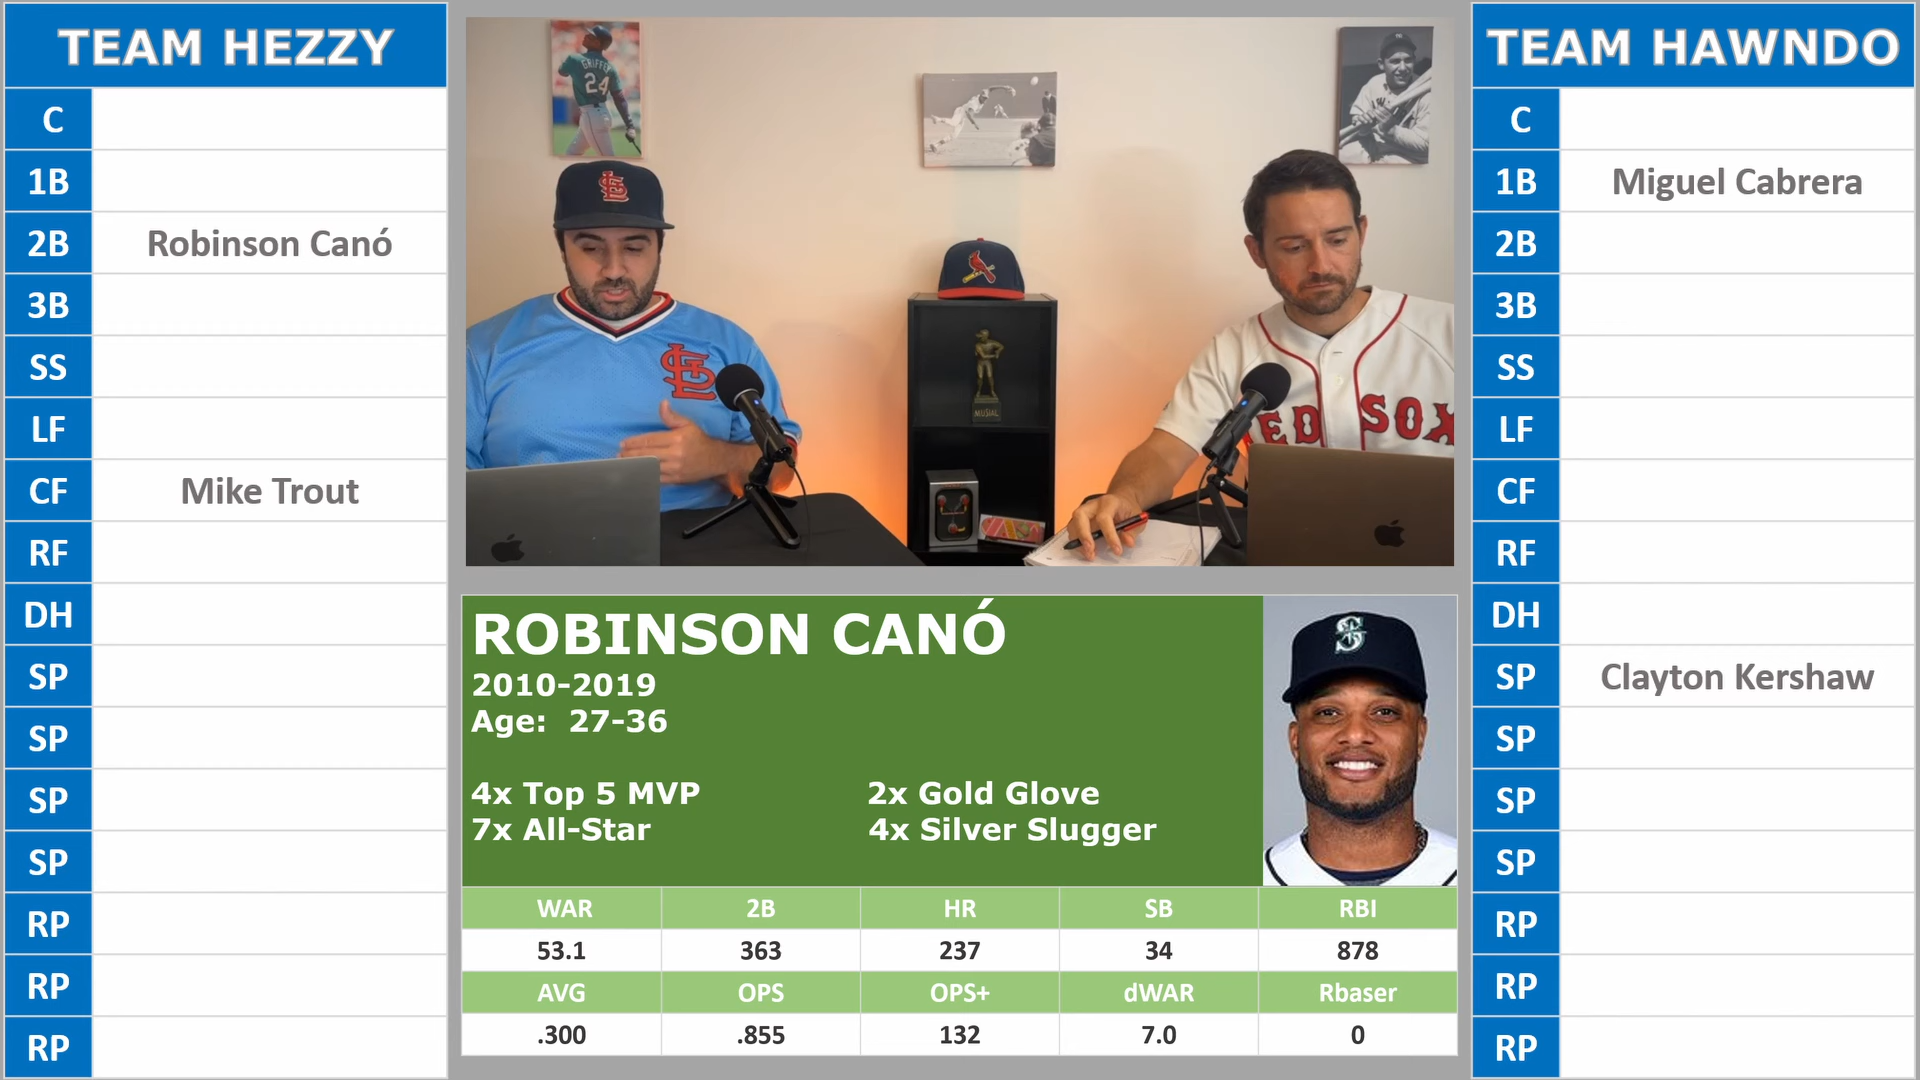 TEAM HEZZY
C
1B
2B Robinson Canó
3B
SS
LF
CF Mike Trout
RF
DH
SP
SP
SP
SP
RP
RP
RP
GRIFFEY
24
STL
STL
MUSIAL
RED SOX
ROBINSON CANÓ
2010-2019
Age: 27-36
4x Top 5 MVP 2x Gold Glove
7x All-Star 4x Silver Slugger
S
WAR 2B HR SB RBI
53.1 363 237 34 878
AVG OPS OPS+ dWAR Rbaser
.300 .855 132 7.0 0
TEAM HAWNDO
C
1B Miguel Cabrera
2B
3B
SS
LF
CF
RF
DH
SP Clayton Kershaw
SP
SP
SP
RP
RP
RP